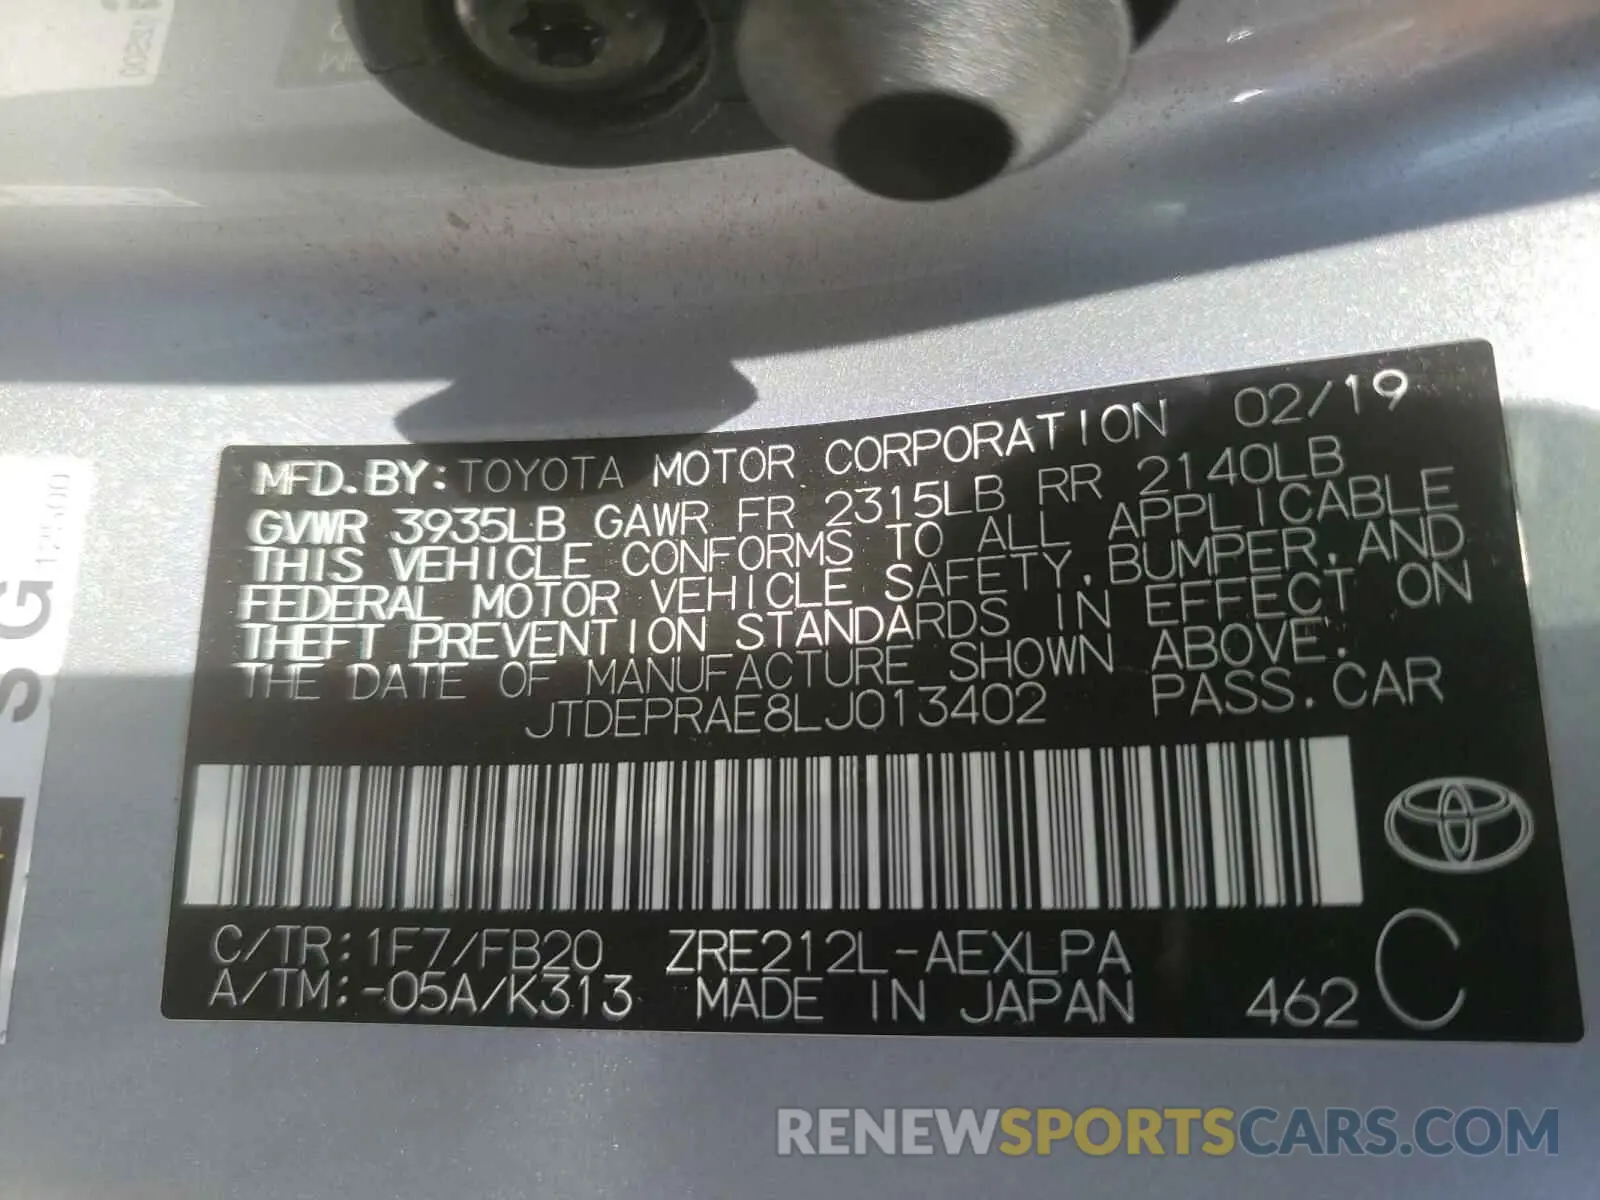 MFD.BY:TOYOTA MOTOR CORPORATION 02/19
GVWR 3935LB GAWR FR 2315LB RR 2140LB
THIS VEHICLE CONFORMS TO ALL APPLICABLE
FEDERAL MOTOR VEHICLE SAFETY,BUMPER,AND
THEFT PREVENTION STANDARDS IN EFFECT ON
THE DATE OF MANUFACTURE SHOWN ABOVE.
JTDEPRAE8LJ013402 PASS.CAR
C/TR:1F7/FB20 ZRE212L-AEXLPA
A/TM:-05A/K313 MADE IN JAPAN 462 C
SG 125500
RENEWSPORTSCARS.COM